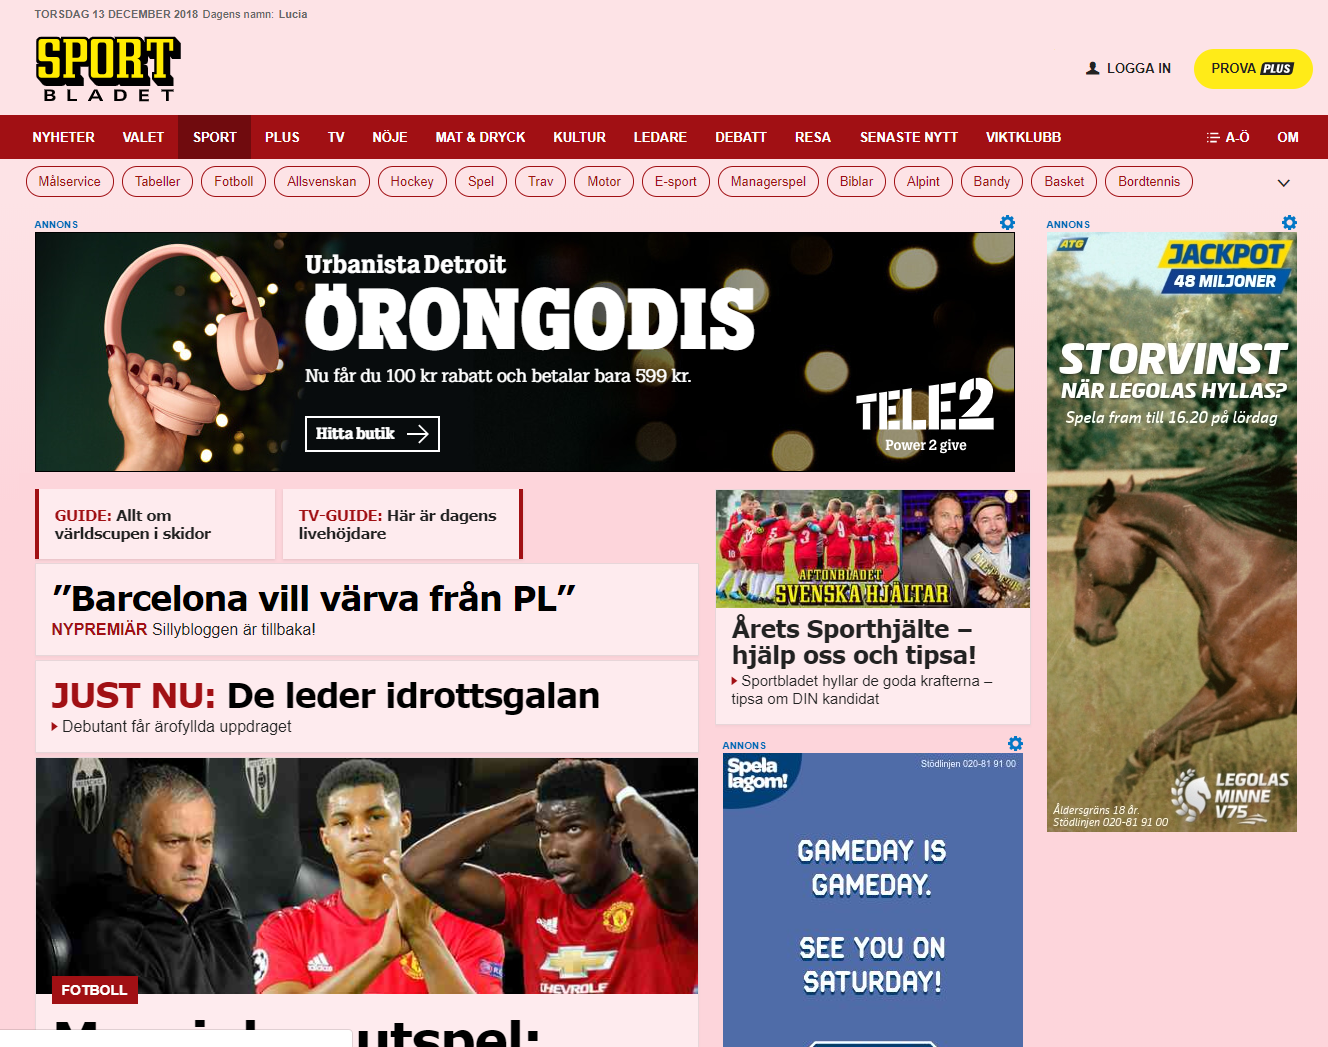 TORSDAG 13 DECEMBER 2018 Dagens namn: Lucia
SPORT
BLADET
LOGGA IN
PROVA PLUS
NYHETER VALET SPORT PLUS TV NÖJE MAT & DRYCK KULTUR LEDARE DEBATT RESA SENASTE NYTT VIKTKLUBB A-Ö OM
Målservice Tabeller Fotboll Allsvenskan Hockey Spel Trav Motor E-sport Managerspel Biblar Alpint Bandy Basket Bordtennis
ANNONS
Urbanista Detroit
ÖRONGODIS
Nu får du 100 kr rabatt och betalar bara 599 kr.
Hitta butik
TELE2
Power 2 give
ANNONS
ATG
JACKPOT
48 MILJONER
STORVINST
NÄR LEGOLAS HYLLAS?
Spela fram till 16.20 på lördag
LEGOLAS
MINNE
V75
Åldersgräns 18 år.
Stödlinjen 020-81 91 00
GUIDE: Allt om
världscupen i skidor
TV-GUIDE: Här är dagens
livehöjdare
”Barcelona vill värva från PL”
NYPREMIÄR Sillybloggen är tillbaka!
JUST NU: De leder idrottsgalan
Debutant får ärofyllda uppdraget
AFTONBLADET
SVENSKA HJÄLTAR
Årets Sporthjälte –
hjälp oss och tipsa!
Sportbladet hyllar de goda krafterna –
tipsa om DIN kandidat
adidas
CHEVROLE
FOTBOLL
utspel:
ANNONS
Spela
lagom!
Stödlinjen 020-81 91 00
GAMEDAY IS
GAMEDAY.
SEE YOU ON
SATURDAY!